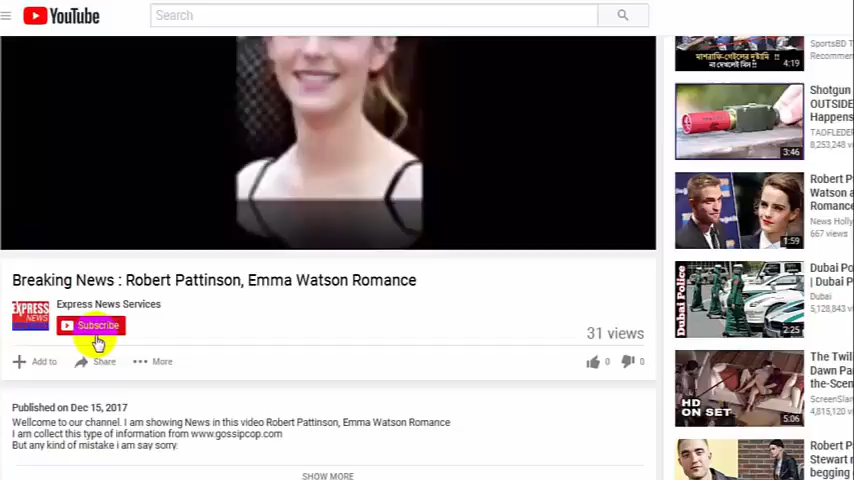 YouTube
Search
SportsBD T
Recommen
মাশরাফি-গেইলের দুষ্টামি
না দেখলেই মিস!
4:19
Shotgun
OUTSIDE
Happens
TAOFLEDER
8,253,248 v
3:46
Robert P
Watson a
Romance
News Holly
667 views
1:59
Breaking News : Robert Pattinson, Emma Watson Romance
EXPRESS
NEWS
Express News Services
Subscribe
31 views
Add to
Share
More
0
0
Dubai Police
Dubai Po
| Dubai P
Dubai
5,128,843 v
2:25
The Twil
Dawn Pa
the-Scen
ScreenSlam
4,815,120 v
HD
ON SET
5:06
Published on Dec 15, 2017
Wellcome to our channel. I am showing News in this video Robert Pattinson, Emma Watson Romance
I am collect this type of information from www.gossipcop.com
But any kind of mistake i am say sorry.
SHOW MORE
Robert P
Stewart r
begging